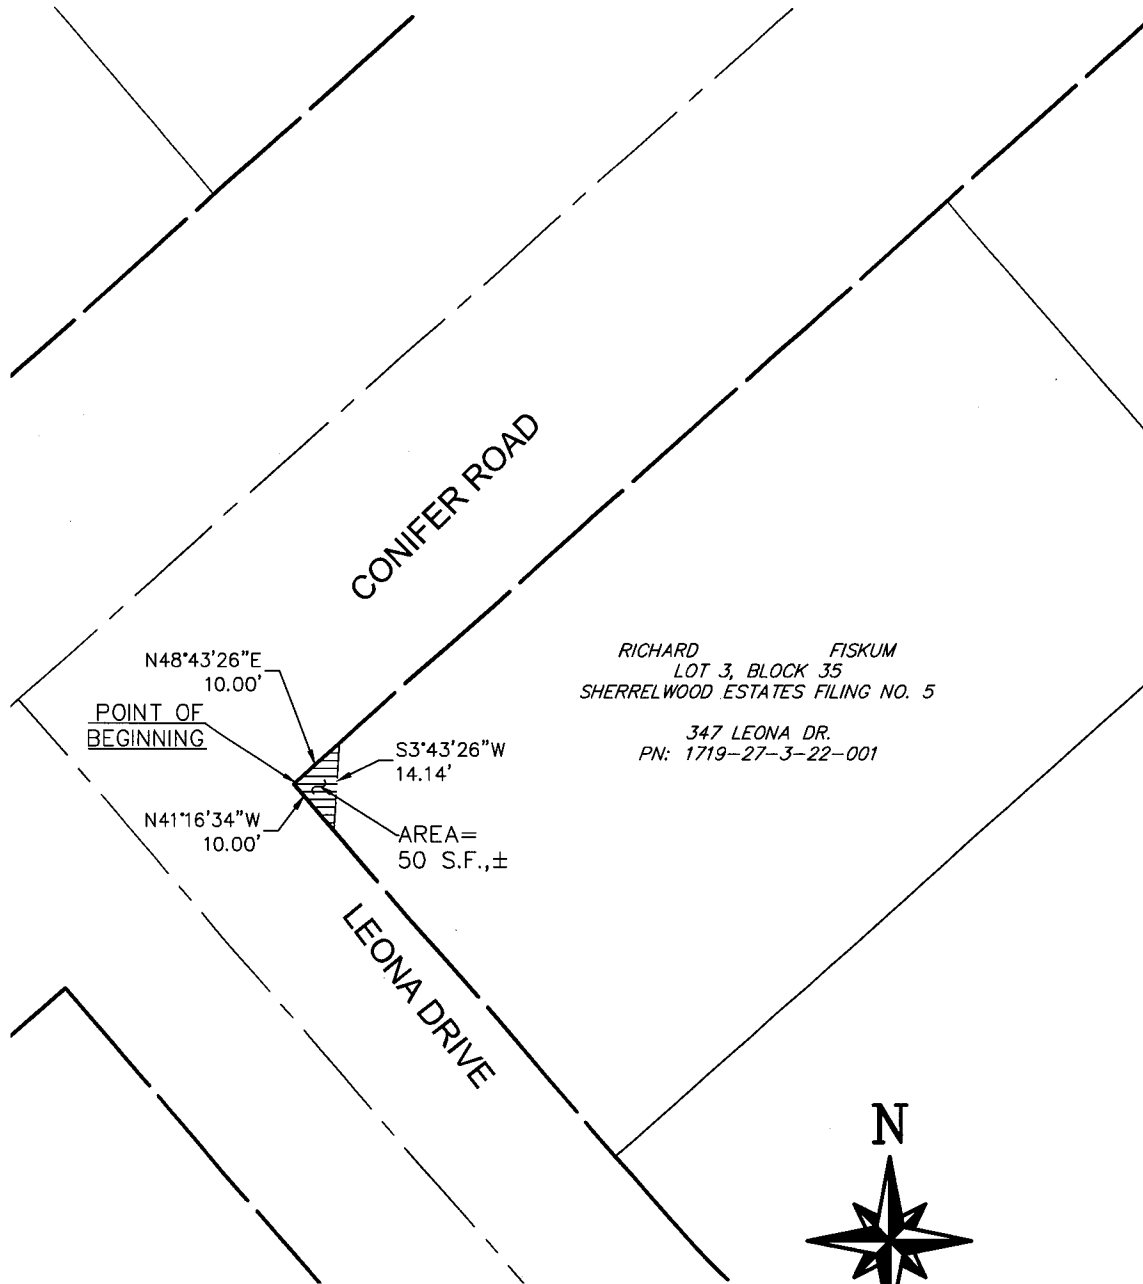 CONIFER ROAD
N48°43'26"E
10.00'
POINT OF
BEGINNING
S3°43'26"W
14.14'
N41°16'34"W
10.00'
AREA=
50 S.F.,±
RICHARD FISKUM
LOT 3, BLOCK 35
SHERRELWOOD ESTATES FILING NO. 5
347 LEONA DR.
PN: 1719-27-3-22-001
LEONA DRIVE
N